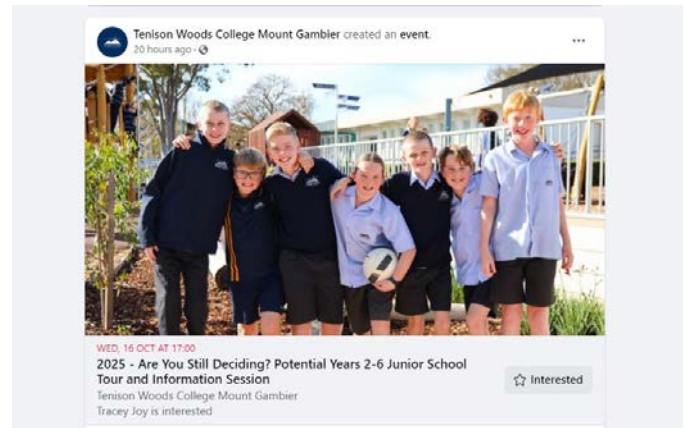 Tenison Woods College Mount Gambier created an event.
20 hours ago ·
WED, 16 OCT AT 17:00
2025 - Are You Still Deciding? Potential Years 2-6 Junior School
Tour and Information Session
Interested
Tenison Woods College Mount Gambier
Tracey Joy is interested